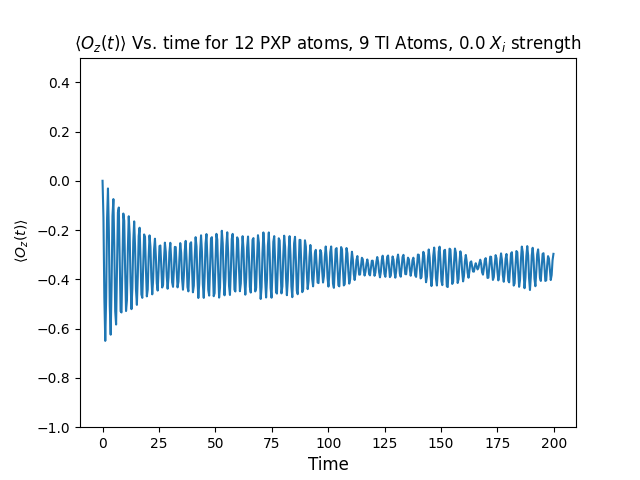 ⟨O_z(t)⟩ Vs. time for 12 PXP atoms, 9 TI Atoms, 0.0 X_i strength
0.4
0.2
0.0
−0.2
−0.4
−0.6
−0.8
−1.0
⟨O_z(t)⟩
0 25 50 75 100 125 150 175 200
Time